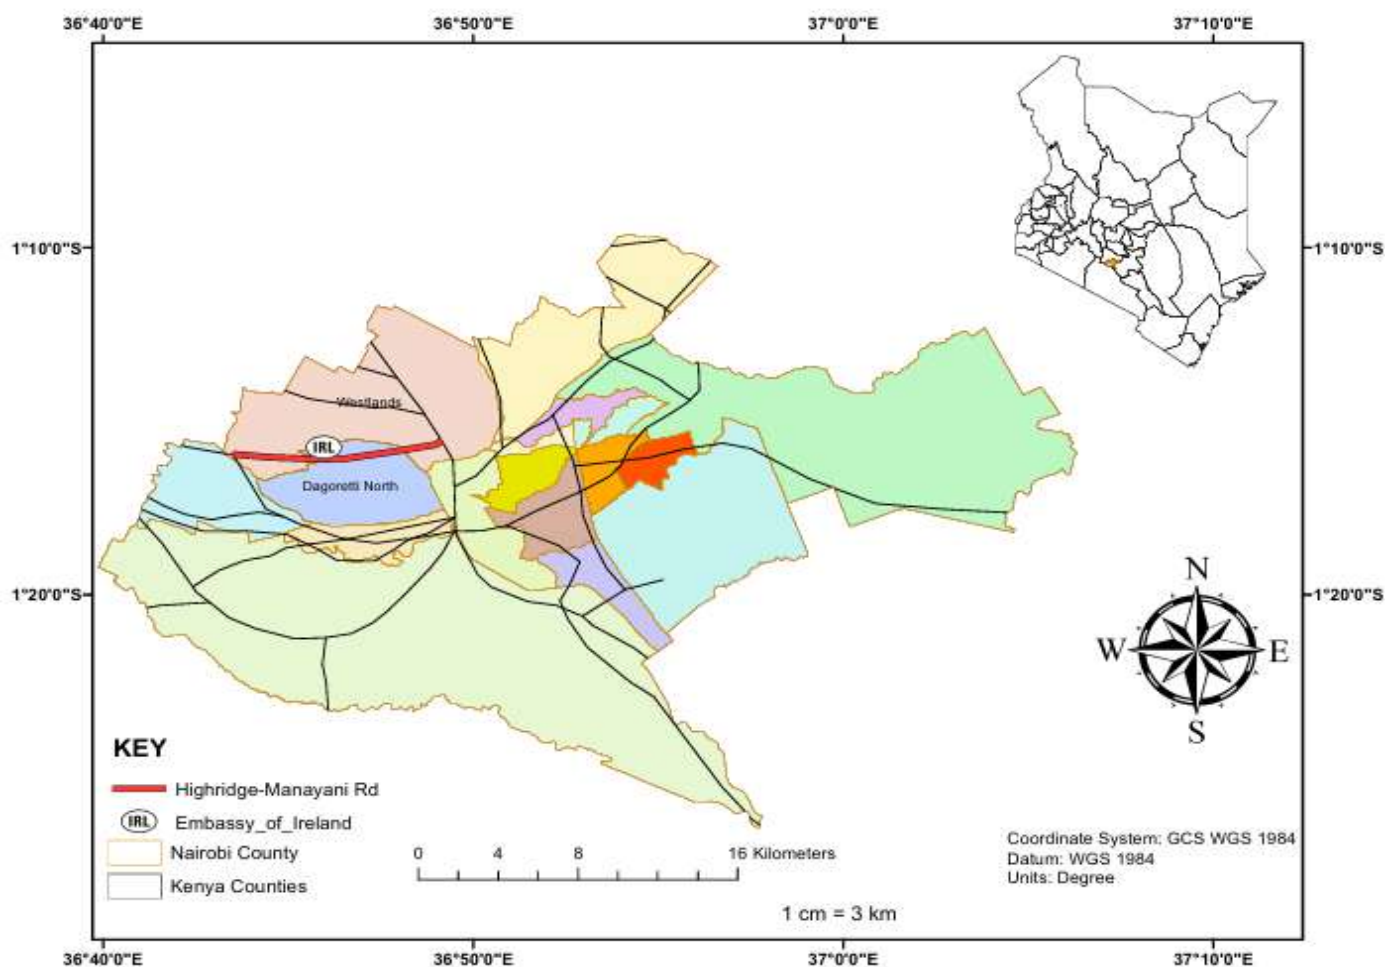 36°40'0"E 36°50'0"E 37°0'0"E 37°10'0"E
1°10'0"S 1°10'0"S
Westlands
IRL
Dagoretti North
1°20'0"S 1°20'0"S
N
W E
S
KEY
Highridge-Manayani Rd
IRL Embassy_of_Ireland
Nairobi County
Kenya Counties
0 4 8 16 Kilometers
1 cm = 3 km
Coordinate System: GCS WGS 1984
Datum: WGS 1984
Units: Degree
36°40'0"E 36°50'0"E 37°0'0"E 37°10'0"E